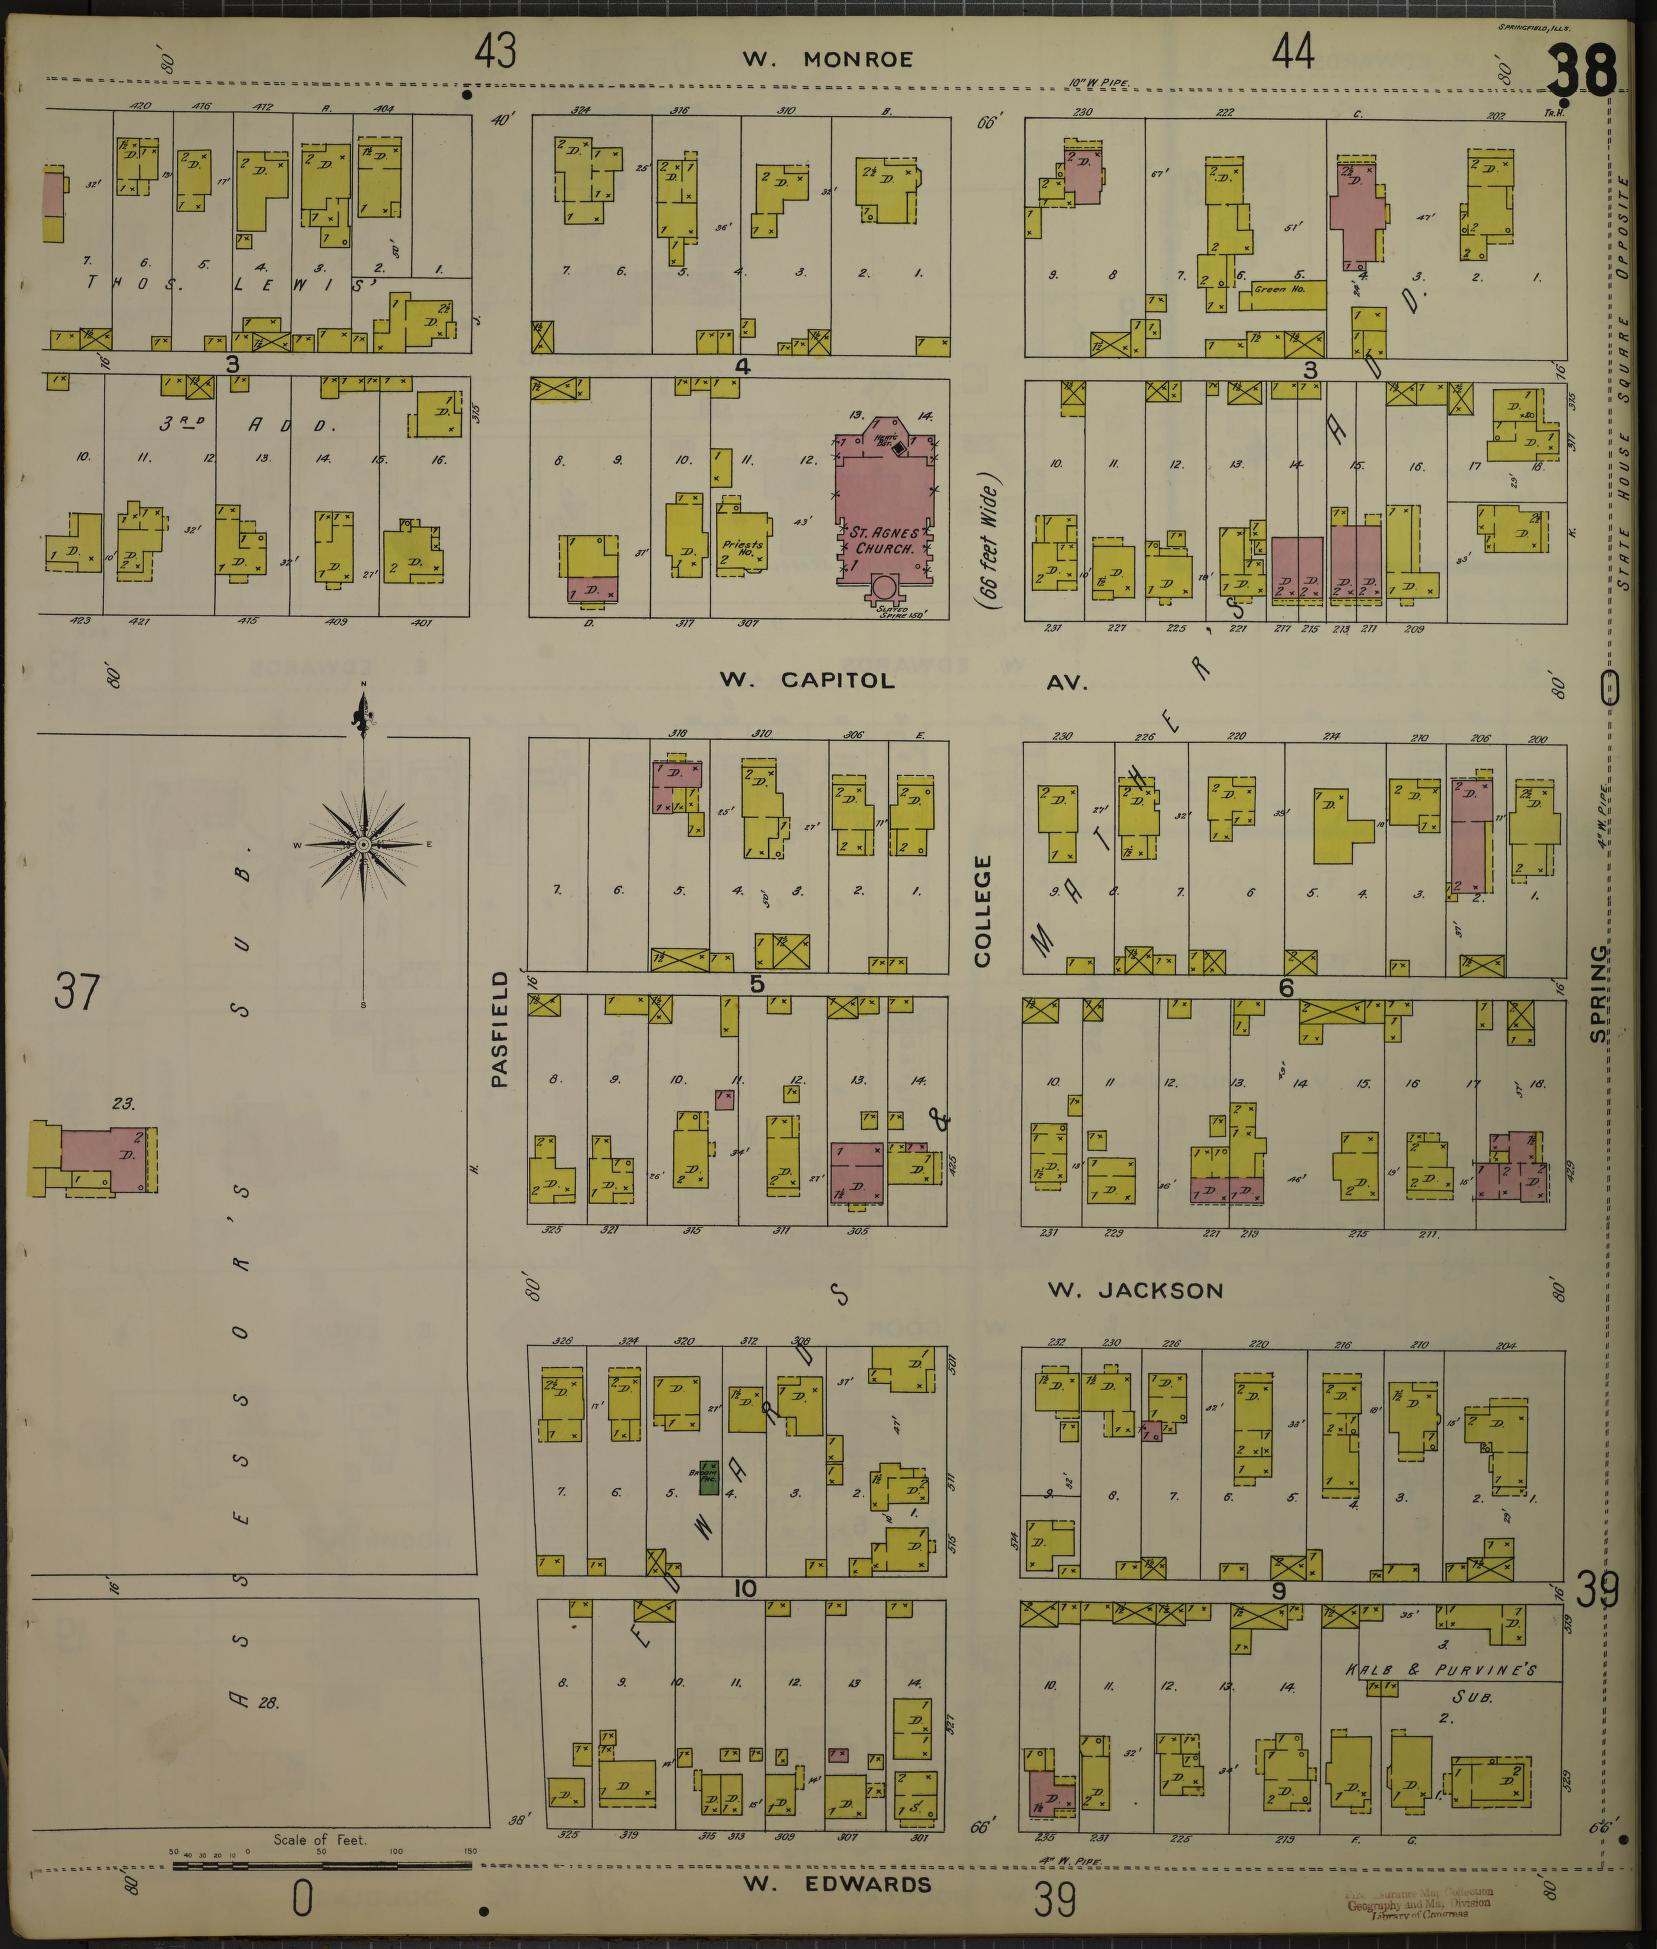 SPRINGFIELD, ILLS.
38
43
44
W. MONROE
10" W. PIPE.
80'
80'
420 416 412 A. 404
40'
324 316 310 B.
66'
230 222 C. 202
Tr.H.
7. 6. 5. 4. 3. 2. 1.
THOS. LEWIS'
3
3RD ADD.
10. 11. 12. 13. 14. 15. 16.
423 421 415 409 401
315
7. 6. 5. 4. 3. 2. 1.
4
8. 9. 10. 11. 12. 13. 14.
Priests Ho.
ST. AGNES CHURCH.
SLATED SPIRE 150'
D. 317 307
(66 feet Wide)
9. 8 7. 6. 5. 4. 3. 2. 1.
Green Ho.
3
10. 11. 12. 13. 14. 15. 16. 17 18.
315
317
K.
231 227 225 221 217 215 213 211 209
STATE HOUSE SQUARE OPPOSITE
W. CAPITOL AV.
80'
80'
N
W E
S
37
ASSESSOR'S SUB.
23.
28.
PASFIELD
H.
318 310 306 E.
7. 6. 5. 4. 3. 2. 1.
5
8. 9. 10. 11. 12. 13. 14.
325 321 315 311 305
425
COLLEGE
230 226 220 214 210 206 200
9. 8. 7. 6 5. 4. 3. 2. 1.
6
10. 11 12. 13. 14 15. 16 17 18.
231 229 221 219 215 211.
429
SPRING
4" W. PIPE.
MATHERS ADD.
W. JACKSON
80'
80'
328 324 320 312 308
501
511
515
BROOM FAC.
7. 6. 5. 4. 3. 2. 1.
10
8. 9. 10. 11. 12. 13 14.
325 319 315 313 309 307 301
527
EDWARDS &
232 230 226 220 216 210 204
9. 8. 7. 6. 5. 4. 3. 2. 1.
514
9
39
10. 11. 12. 13. 14.
KALB & PURVINE'S SUB.
3.
2.
1.
519
529
235 231 225 219 F. G.
38'
66'
66'
Scale of Feet.
50 40 30 20 10 0 50 100 150
4" W. PIPE.
80'
80'
0
W. EDWARDS
39
Geography and Map Division
Library of Congress